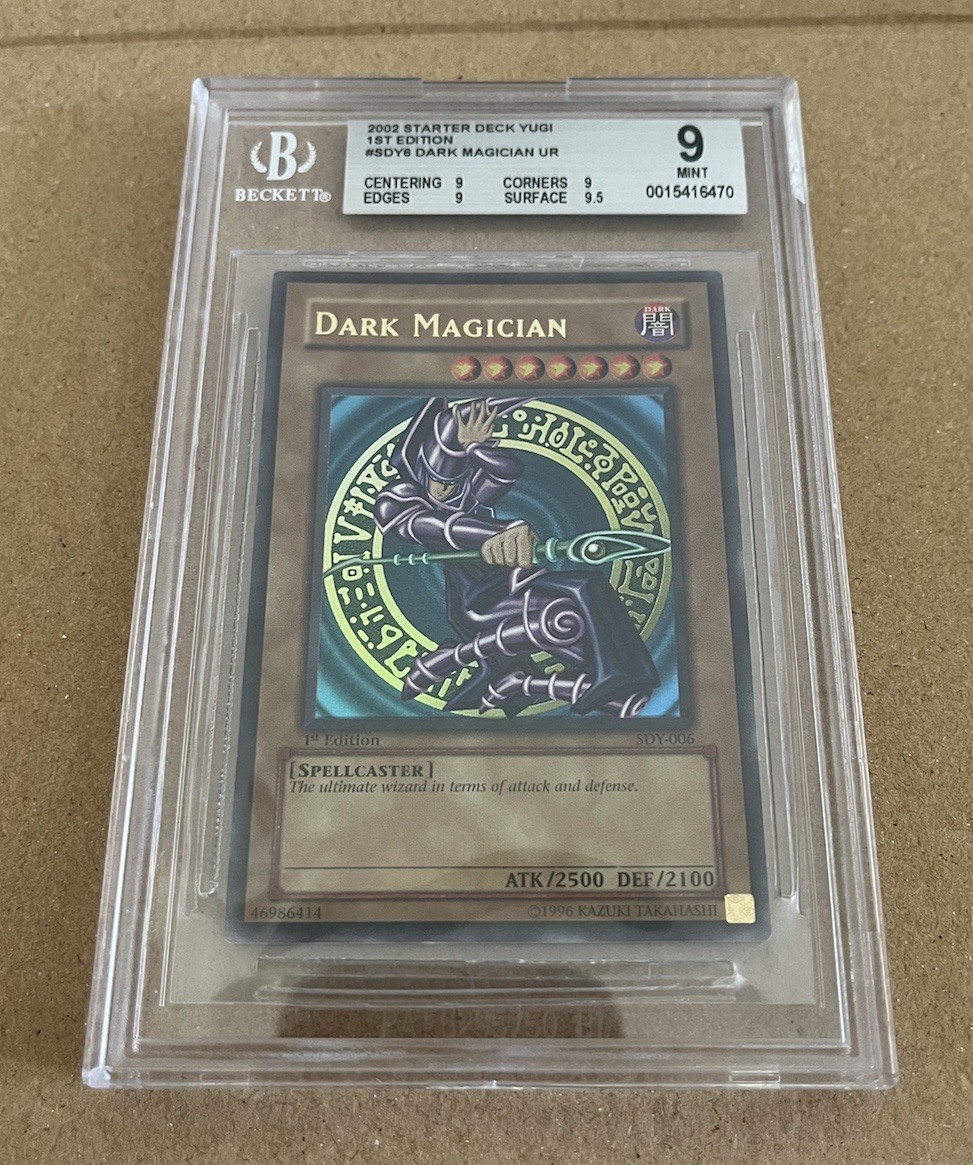 B
BECKETT®
2002 STARTER DECK YUGI
1ST EDITION
#SDY6 DARK MAGICIAN UR
CENTERING 9 CORNERS 9
EDGES 9 SURFACE 9.5
9
MINT
0015416470
DARK MAGICIAN
DARK
闇
1st Edition SDY-006
[SPELLCASTER]
The ultimate wizard in terms of attack and defense.
ATK/2500 DEF/2100
46986414 ©1996 KAZUKI TAKAHASHI